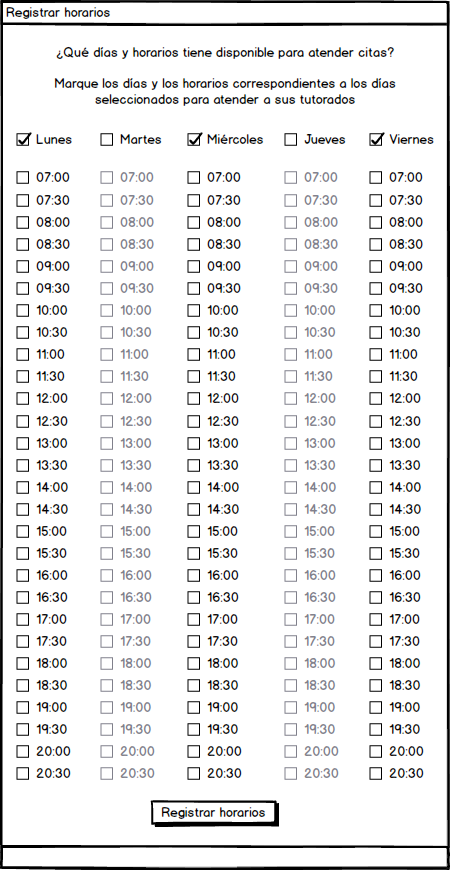 Registrar horarios
¿Qué días y horarios tiene disponible para atender citas?
Marque los días y los horarios correspondientes a los días
seleccionados para atender a sus tutorados
Lunes Martes Miércoles Jueves Viernes
07:00 07:00 07:00 07:00 07:00
07:30 07:30 07:30 07:30 07:30
08:00 08:00 08:00 08:00 08:00
08:30 08:30 08:30 08:30 08:30
09:00 09:00 09:00 09:00 09:00
09:30 09:30 09:30 09:30 09:30
10:00 10:00 10:00 10:00 10:00
10:30 10:30 10:30 10:30 10:30
11:00 11:00 11:00 11:00 11:00
11:30 11:30 11:30 11:30 11:30
12:00 12:00 12:00 12:00 12:00
12:30 12:30 12:30 12:30 12:30
13:00 13:00 13:00 13:00 13:00
13:30 13:30 13:30 13:30 13:30
14:00 14:00 14:00 14:00 14:00
14:30 14:30 14:30 14:30 14:30
15:00 15:00 15:00 15:00 15:00
15:30 15:30 15:30 15:30 15:30
16:00 16:00 16:00 16:00 16:00
16:30 16:30 16:30 16:30 16:30
17:00 17:00 17:00 17:00 17:00
17:30 17:30 17:30 17:30 17:30
18:00 18:00 18:00 18:00 18:00
18:30 18:30 18:30 18:30 18:30
19:00 19:00 19:00 19:00 19:00
19:30 19:30 19:30 19:30 19:30
20:00 20:00 20:00 20:00 20:00
20:30 20:30 20:30 20:30 20:30
Registrar horarios